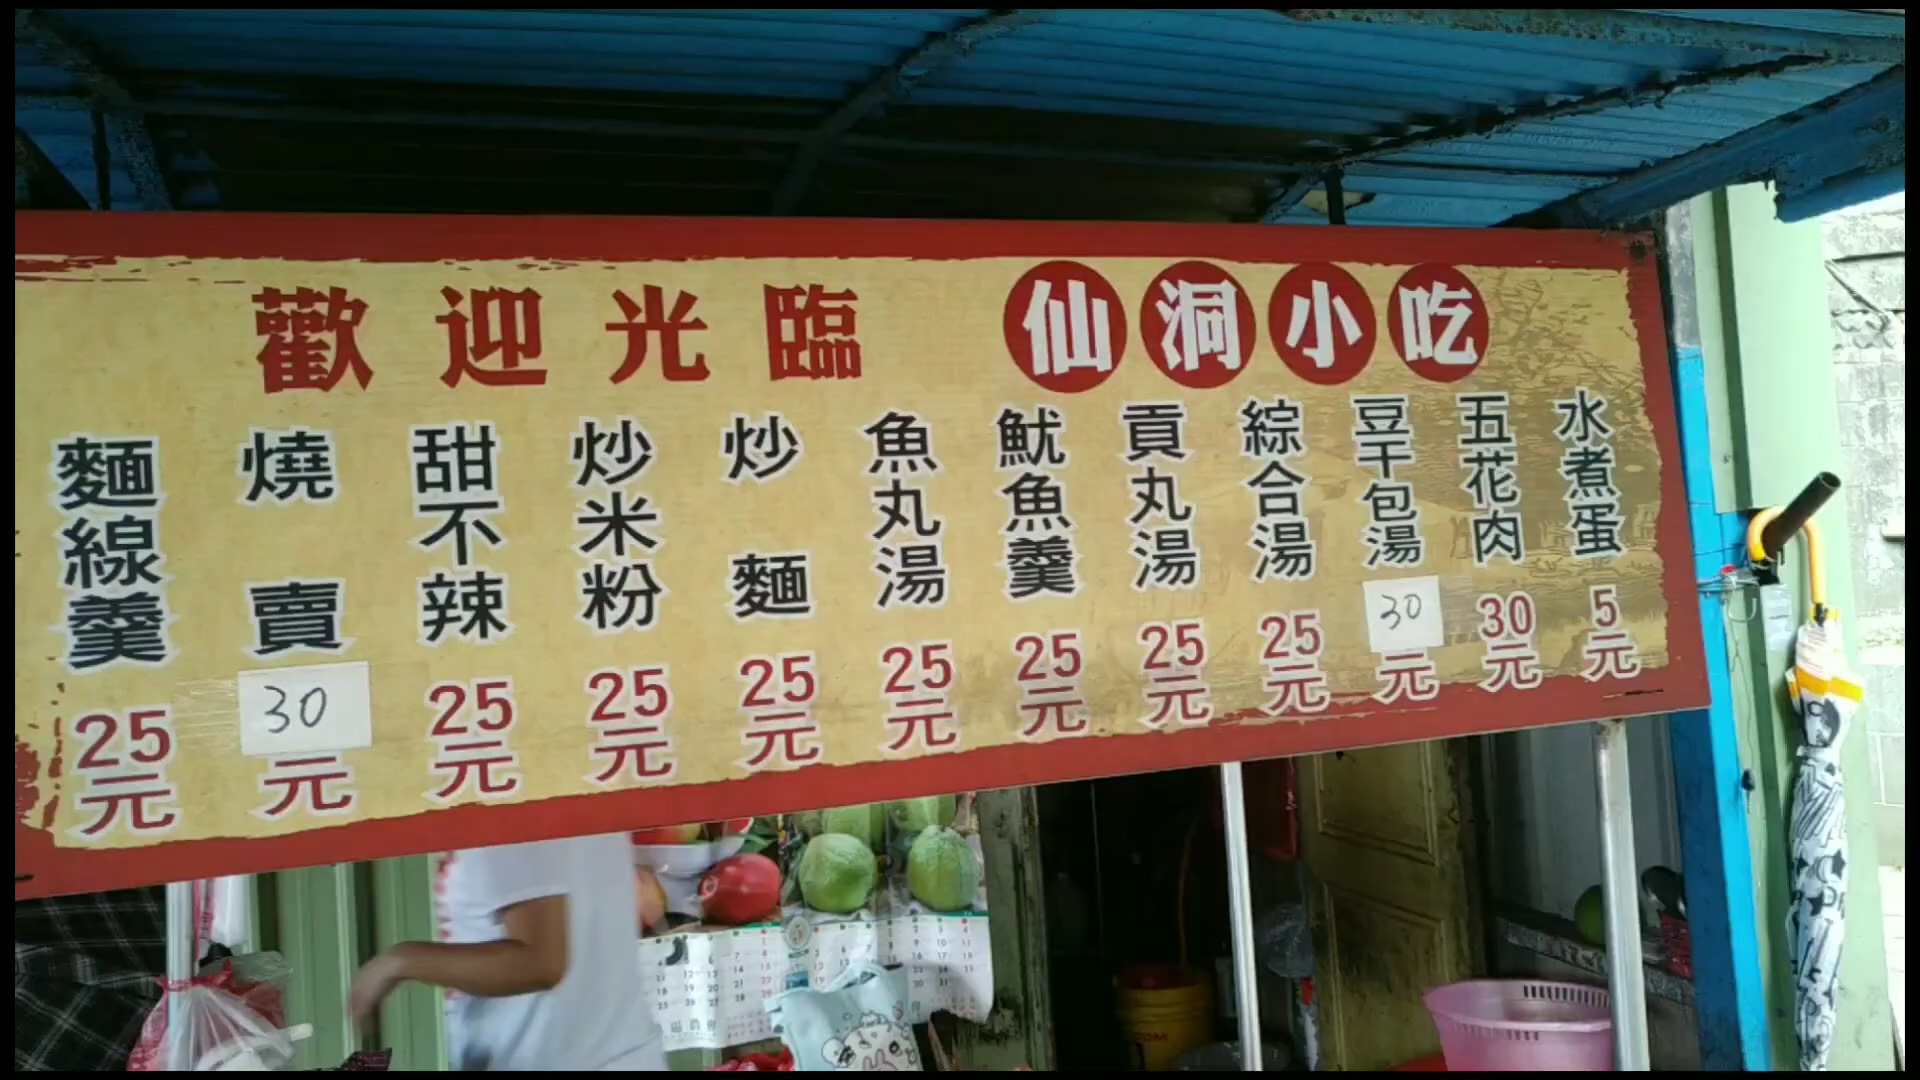 歡迎光臨 仙洞小吃
麵線羹 25元
燒賣 30元
甜不辣 25元
炒米粉 25元
炒麵 25元
魚丸湯 25元
魷魚羹 25元
貢丸湯 25元
綜合湯 25元
豆干包湯 30元
五花肉 30元
水煮蛋 5元